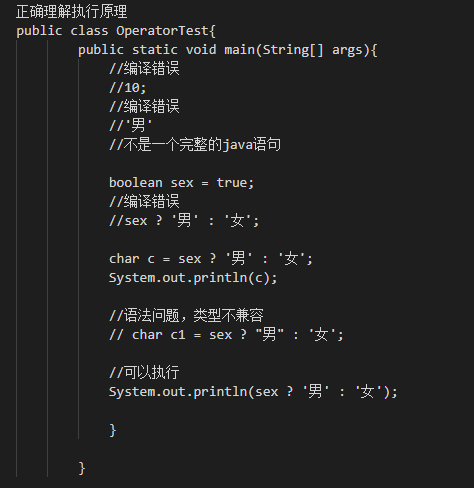 正确理解执行原理
public class OperatorTest{
public static void main(String[] args){
//编译错误
//10;
//编译错误
//'男'
//不是一个完整的java语句
boolean sex = true;
//编译错误
//sex ? '男' : '女';
char c = sex ? '男' : '女';
System.out.println(c);
//语法问题，类型不兼容
// char c1 = sex ? "男" : '女';
//可以执行
System.out.println(sex ? '男' : '女');
}
}